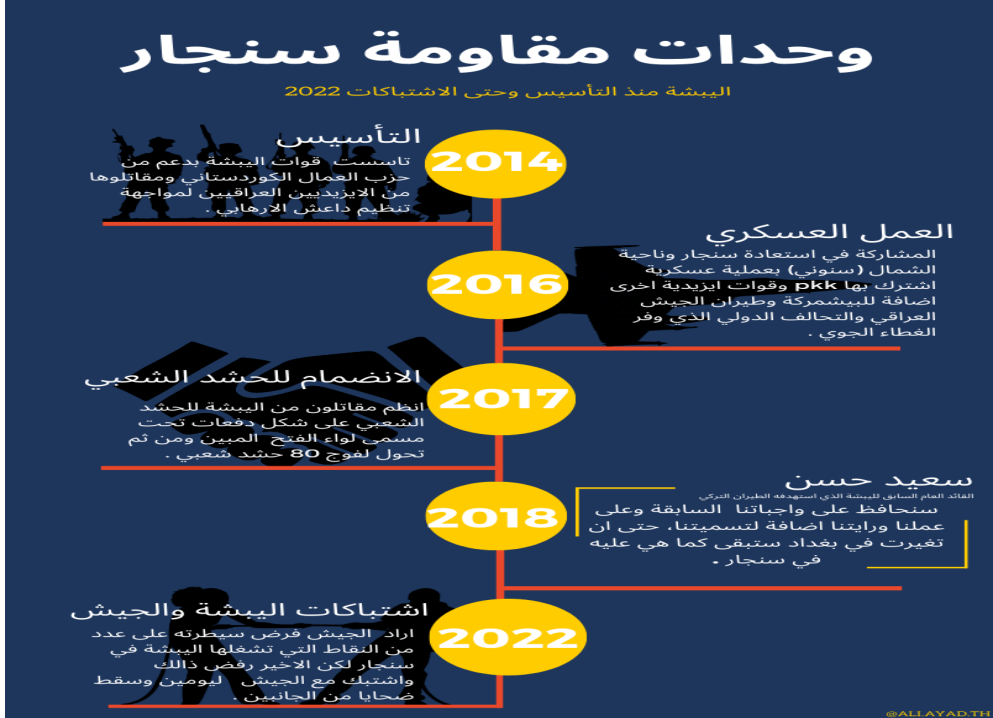 وحدات مقاومة سنجار
اليبشة منذ التأسيس وحتى الاشتباكات 2022
2014
التأسيس
تاسست قوات اليبشة بدعم من
حزب العمال الكوردستاني ومقاتلوها
من الايزيديين العراقيين لمواجهة
تنظيم داعش الارهابي .
2016
العمل العسكري
المشاركة في استعادة سنجار وناحية
الشمال (سنوني) بعملية عسكرية
اشترك بها pkk وقوات ايزيدية اخرى
اضافة للبيشمركة وطيران الجيش
العراقي والتحالف الدولي الذي وفر
الغطاء الجوي .
2017
الانضمام للحشد الشعبي
انظم مقاتلون من اليبشة للحشد
الشعبي على شكل دفعات تحت
مسمى لواء الفتح المبين ومن ثم
تحول لفوج 80 حشد شعبي .
2018
سعيد حسن
القائد العام السابق لليبشة الذي استهدفه الطيران التركي
سنحافظ على واجباتنا السابقة وعلى
عملنا ورايتنا اضافة لتسميتنا، حتى ان
تغيرت في بغداد ستبقى كما هي عليه
في سنجار .
2022
اشتباكات اليبشة والجيش
اراد الجيش فرض سيطرته على عدد
من النقاط التي تشغلها اليبشة في
سنجار لكن الاخير رفض ذالك
واشتبك مع الجيش ليومين وسقط
ضحايا من الجانبين .
@ALI.AYAD.TH